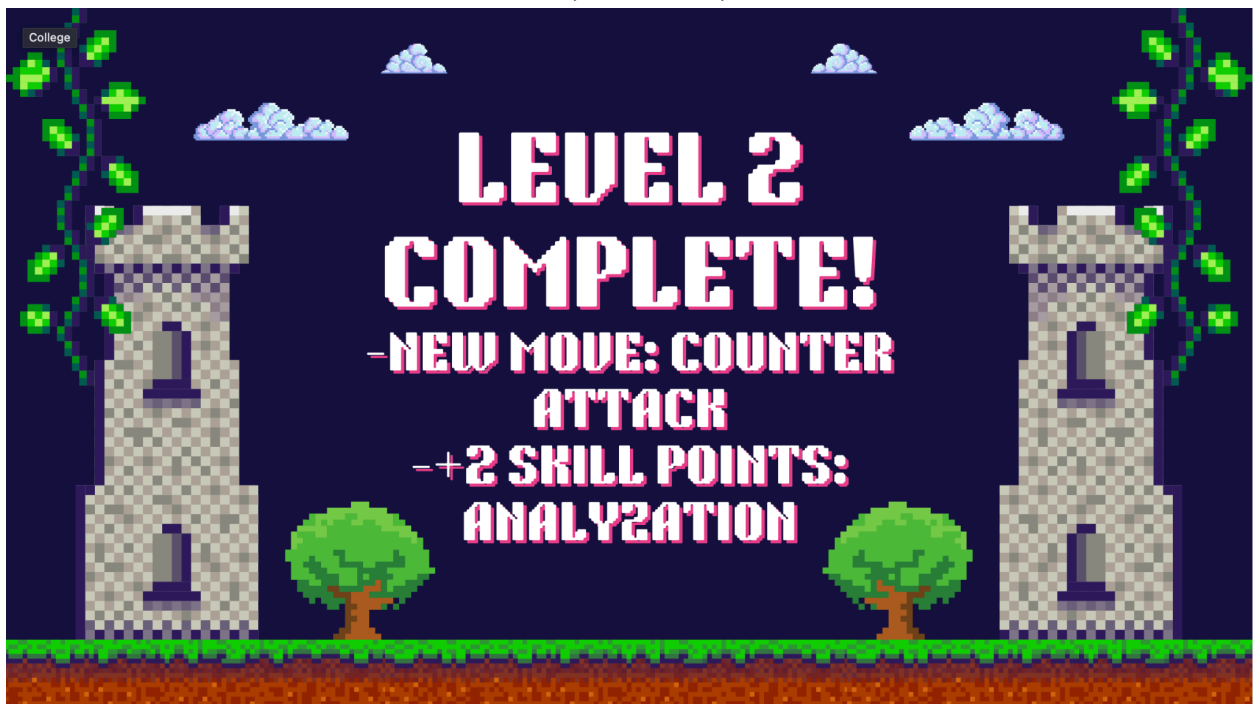 College
LEVEL 2
COMPLETE!
-NEW MOVE: COUNTER
ATTACK
-+2 SKILL POINTS:
ANALYZATION